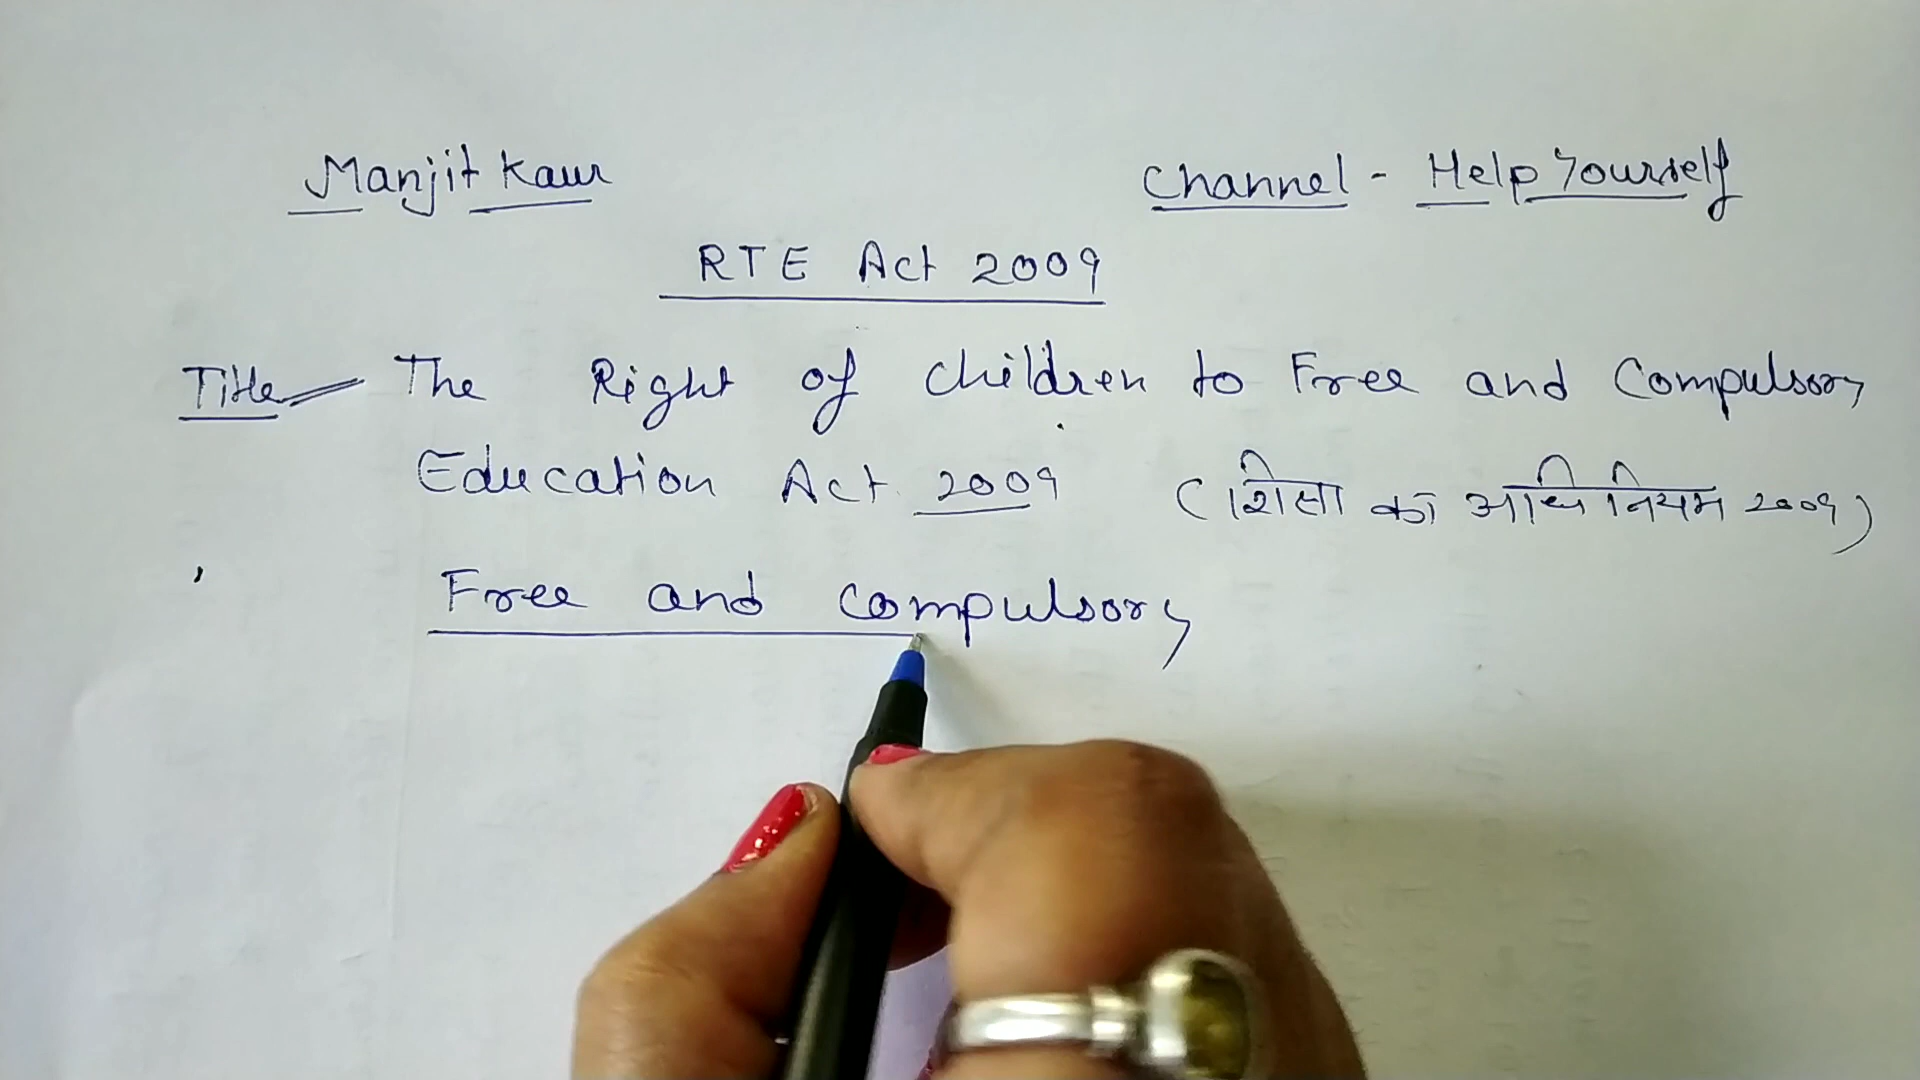 Manjit Kaur Channel - Help Yourself
RTE Act 2009
Title The Right of Children to Free and Compulsory
Education Act 2009 (शिक्षा का अधिनियम 2009)
Free and Compulsory